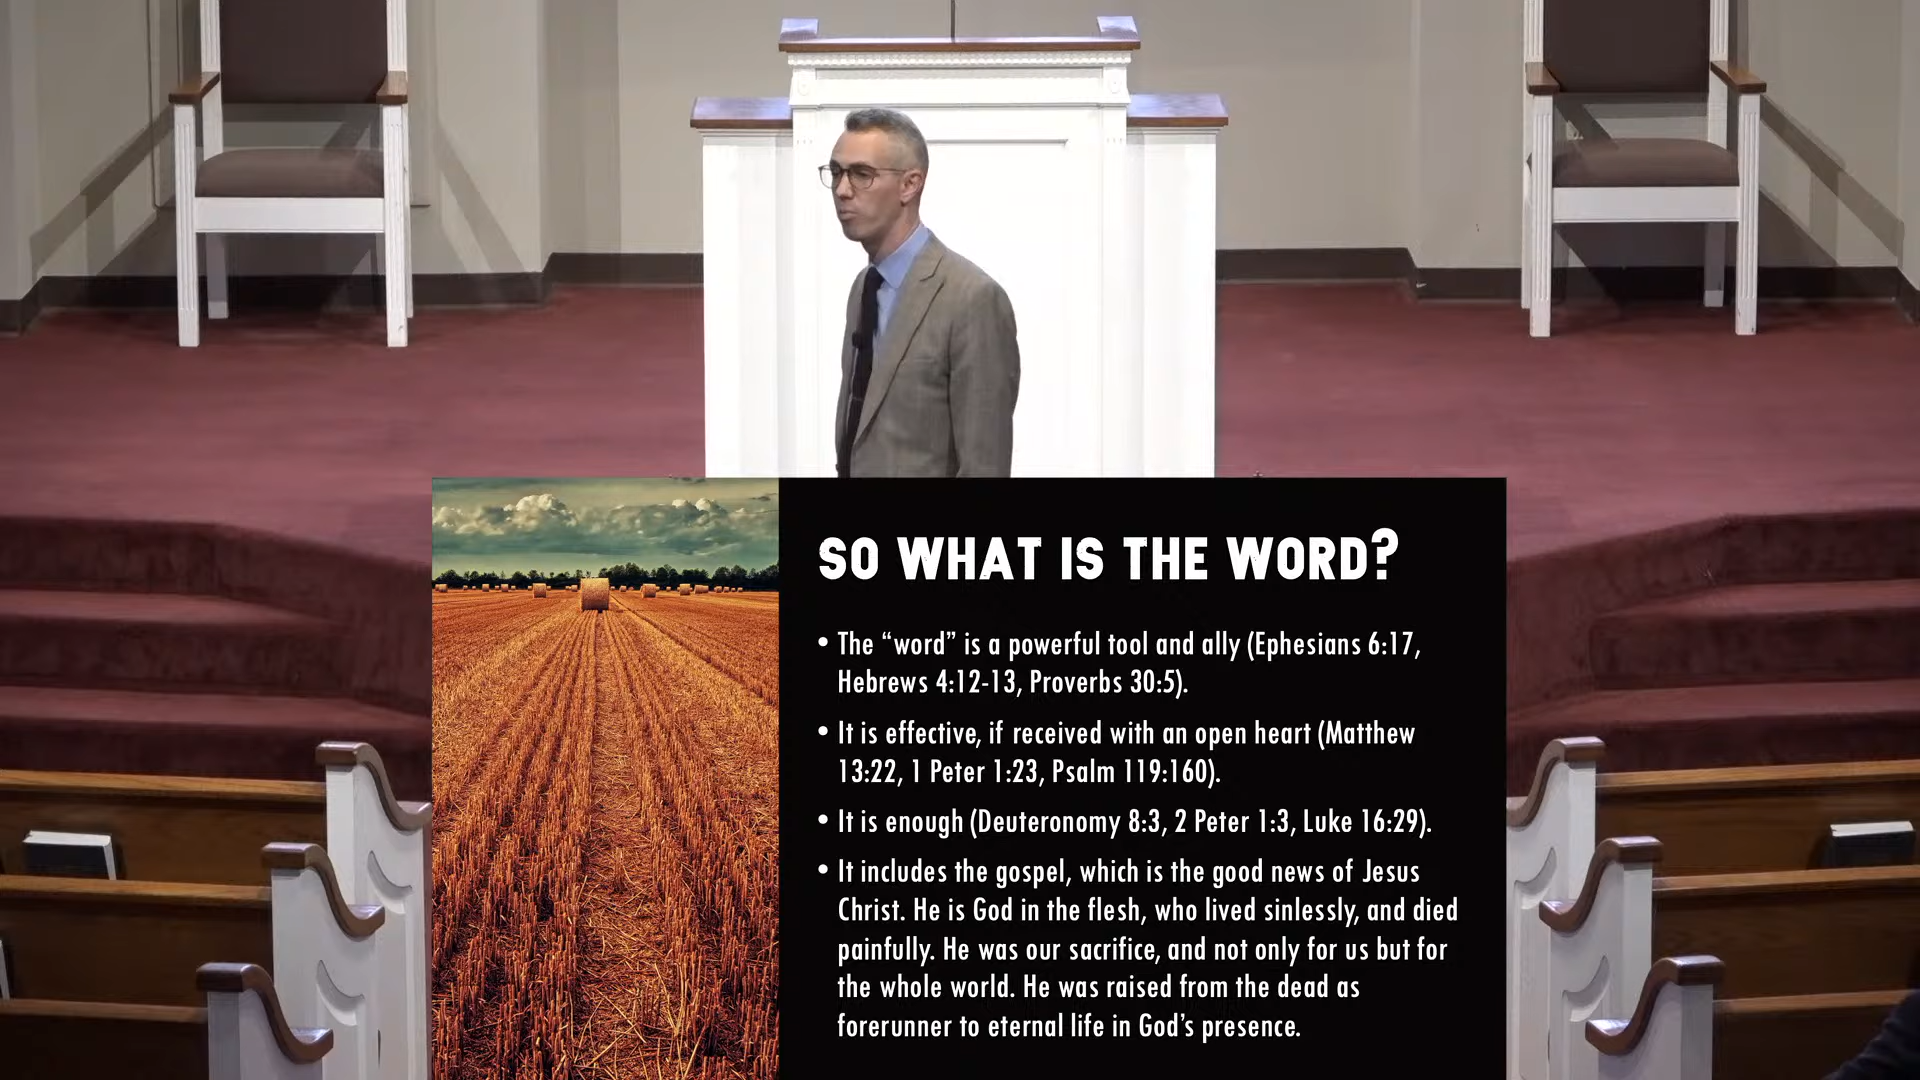 SO WHAT IS THE WORD?
• The “word” is a powerful tool and ally (Ephesians 6:17,
Hebrews 4:12-13, Proverbs 30:5).
• It is effective, if received with an open heart (Matthew
13:22, 1 Peter 1:23, Psalm 119:160).
• It is enough (Deuteronomy 8:3, 2 Peter 1:3, Luke 16:29).
• It includes the gospel, which is the good news of Jesus
Christ. He is God in the flesh, who lived sinlessly, and died
painfully. He was our sacrifice, and not only for us but for
the whole world. He was raised from the dead as
forerunner to eternal life in God’s presence.